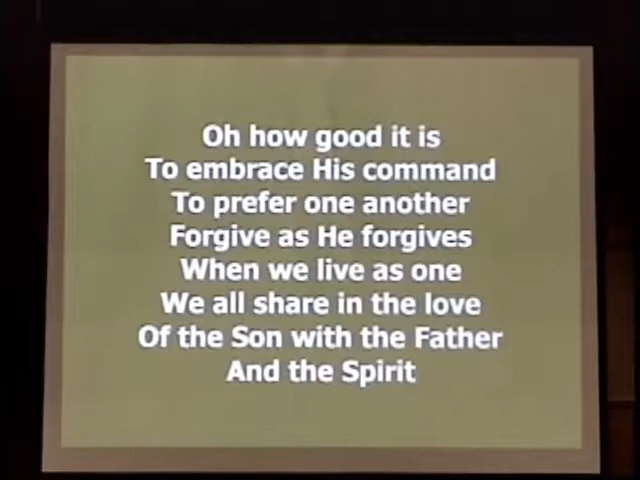 Oh how good it is
To embrace His command
To prefer one another
Forgive as He forgives
When we live as one
We all share in the love
Of the Son with the Father
And the Spirit